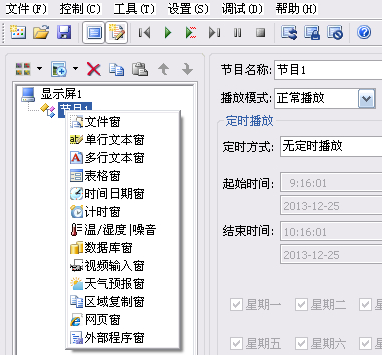 文件(F) 控制(C) 工具(T) 设置(S) 调试(D) 帮助(H)
显示屏1
节目1
文件窗
单行文本窗
多行文本窗
表格窗
时间日期窗
计时窗
温/湿度|噪音
数据库窗
视频输入窗
天气预报窗
区域复制窗
网页窗
外部程序窗
节目名称: 节目1
播放模式: 正常播放
定时播放
定时方式: 无定时播放
起始时间: 9:16:01
2013-12-25
结束时间: 10:16:01
2013-12-25
星期一 星期二
星期五 星期六